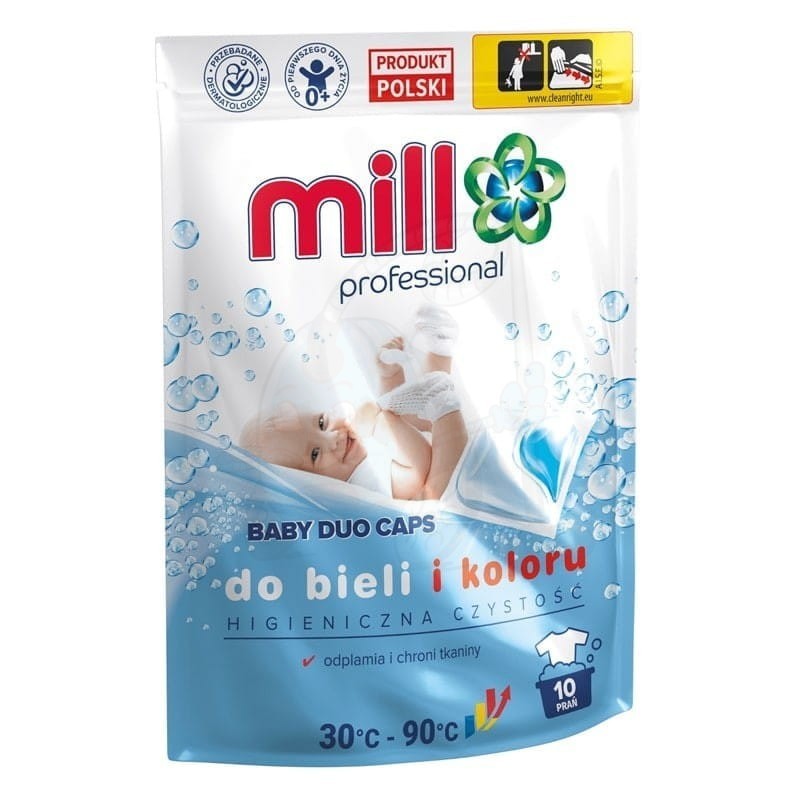 PRZEBADANE
DERMATOLOGICZNIE
OD PIERWSZEGO DNIA ŻYCIA
0+
PRODUKT
POLSKI
www.cleanright.eu
A.I.S.E.
mill
professional
BABY DUO CAPS
do bieli i koloru
HIGIENICZNA CZYSTOŚĆ
✓ odplamia i chroni tkaniny
10
PRAŃ
30°C - 90°C